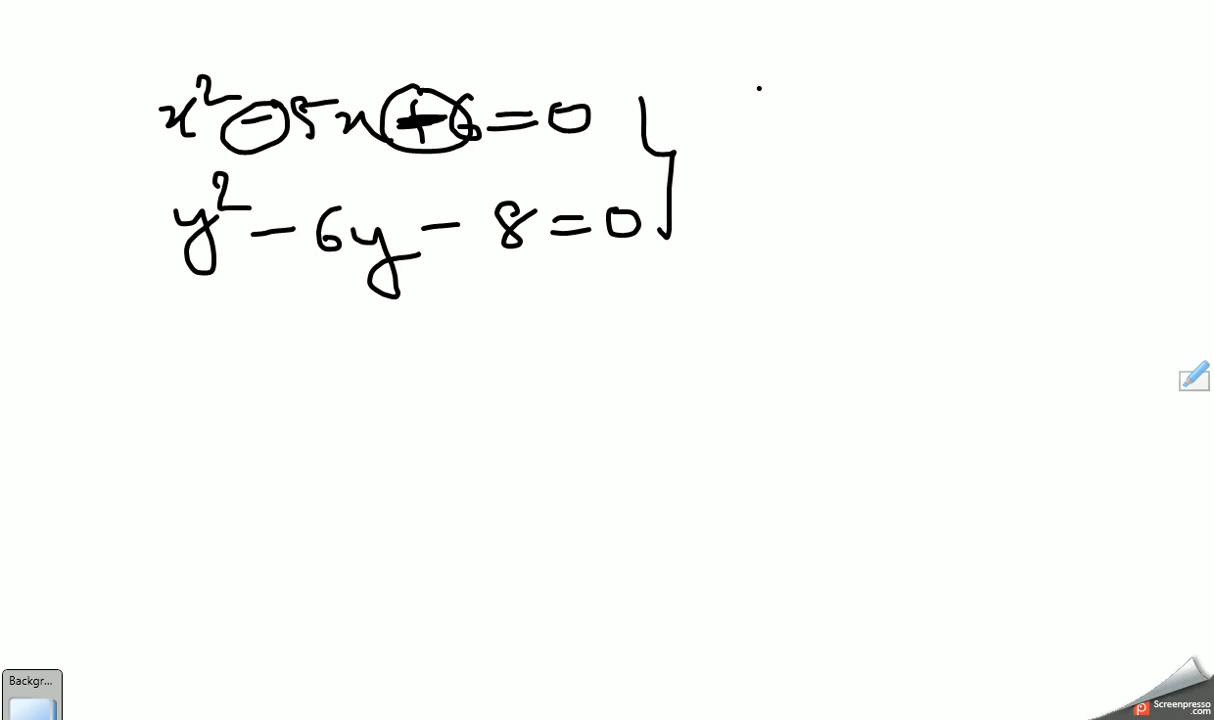 x² - 5x + 6 = 0
y² - 6y - 8 = 0
Backgr...
Screenpresso
.com